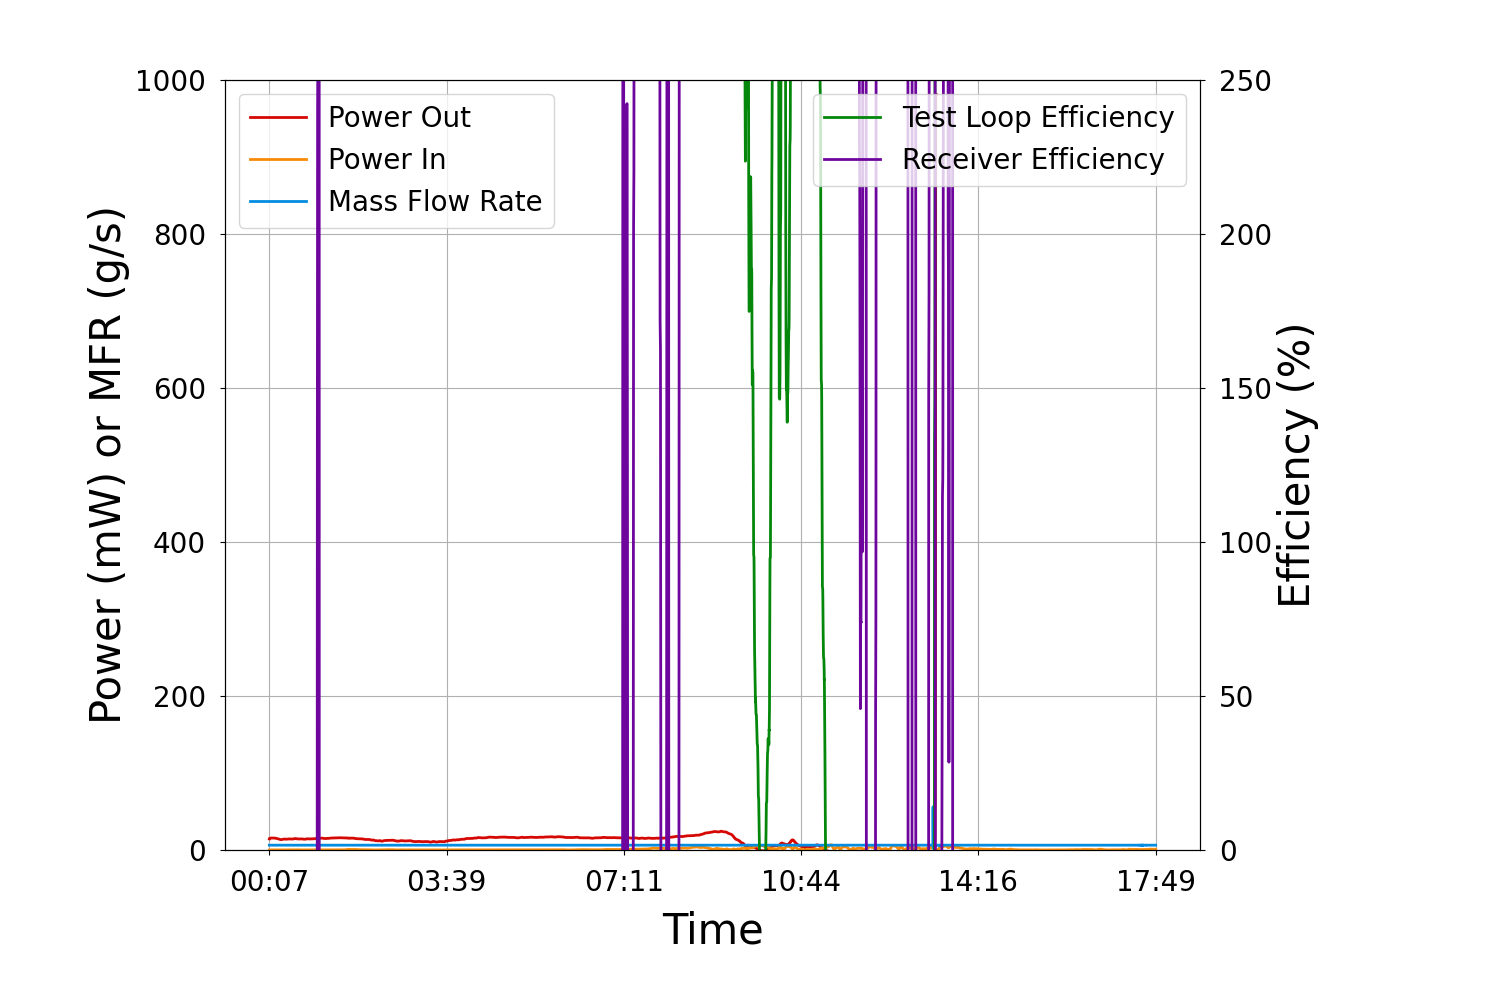 1000
800
600
400
200
0
Power (mW) or MFR (g/s)
Power Out
Power In
Mass Flow Rate
Test Loop Efficiency
Receiver Efficiency
250
200
150
100
50
0
Efficiency (%)
00:07 03:39 07:11 10:44 14:16 17:49
Time